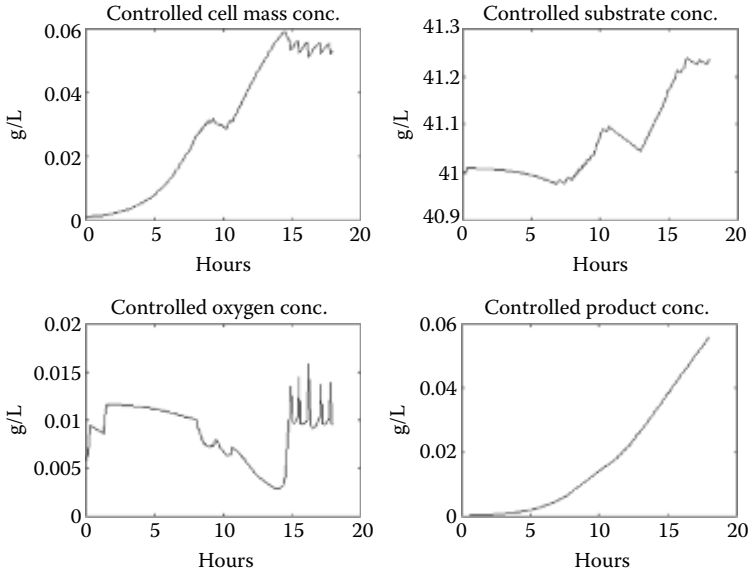 Controlled cell mass conc.
0.06
0.04
0.02
0
g/L
0 5 10 15 20
Hours
Controlled substrate conc.
41.3
41.2
41.1
41
40.9
g/L
0 5 10 15 20
Hours
Controlled oxygen conc.
0.02
0.015
0.01
0.005
0
g/L
0 5 10 15 20
Hours
Controlled product conc.
0.06
0.04
0.02
0
g/L
0 5 10 15 20
Hours